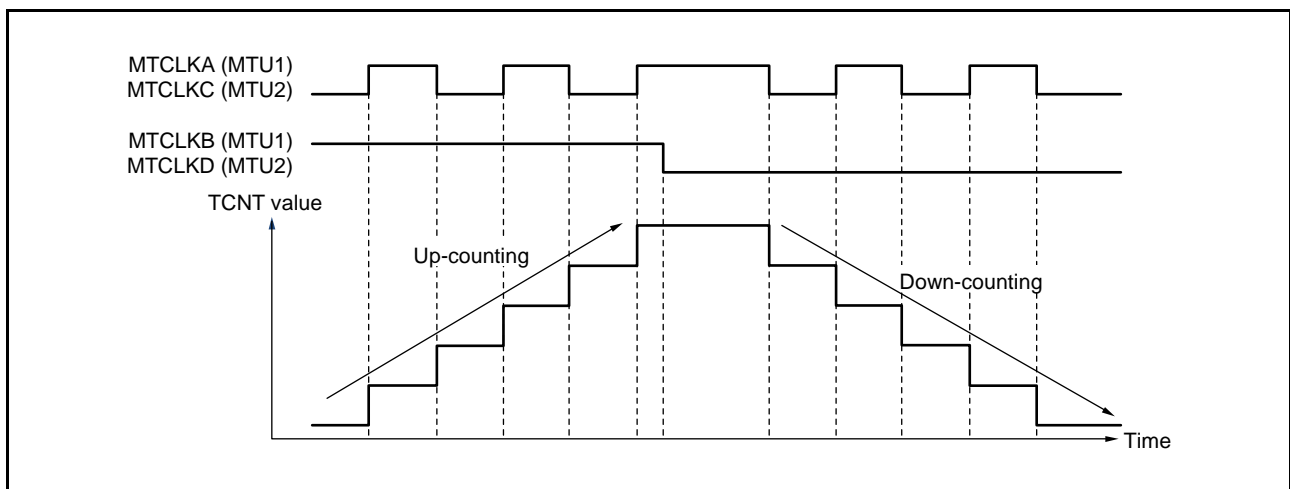 MTCLKA (MTU1)
MTCLKC (MTU2)
MTCLKB (MTU1)
MTCLKD (MTU2)
TCNT value
Up-counting
Down-counting
Time